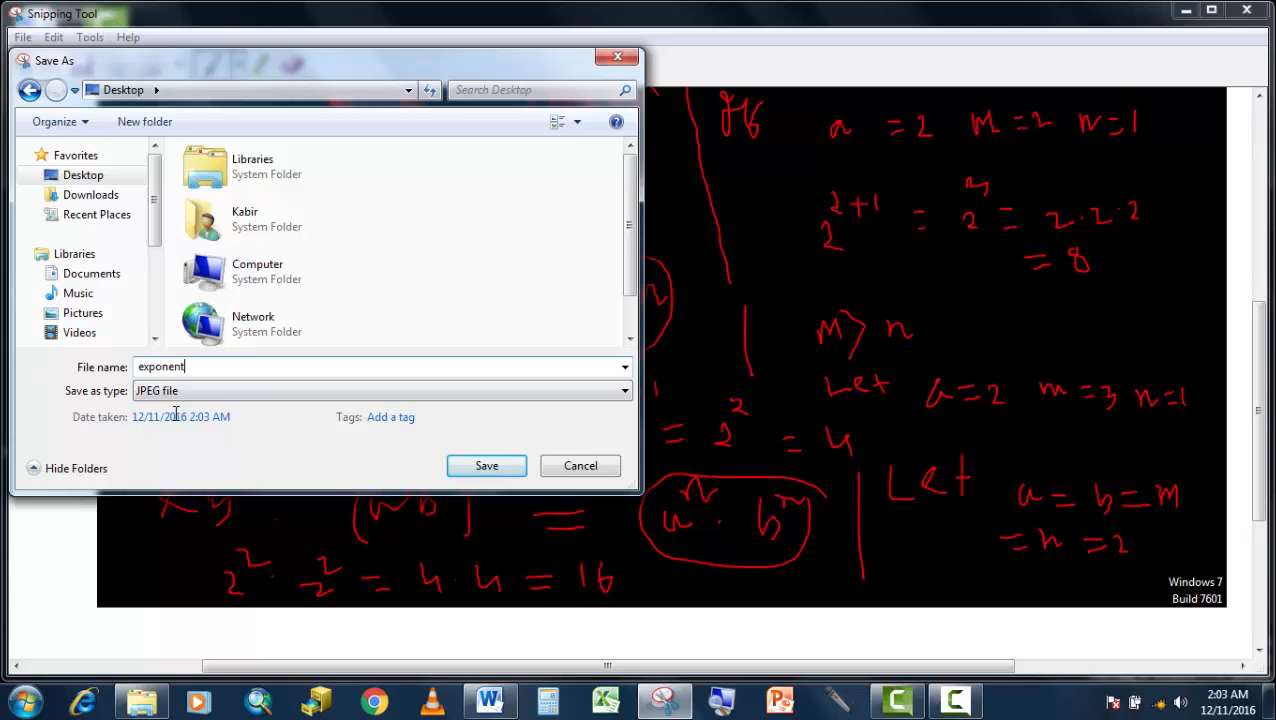 Snipping Tool
File Edit Tools Help
Save As
Desktop
Search Desktop
Organize New folder
Favorites
Desktop
Downloads
Recent Places
Libraries
Documents
Music
Pictures
Videos
Libraries
System Folder
Kabir
System Folder
Computer
System Folder
Network
System Folder
File name: exponent
Save as type: JPEG file
Date taken: 12/11/2016 2:03 AM Tags: Add a tag
Hide Folders Save Cancel
a = 2 m = 2 n = 1
2^{2+1} = 2^3 = 2 · 2 · 2
= 8
m > n
Let a = 2 m = 3 n = 1
= 2^2 = 4
Let a = b = m
= n = 2
= a^n · b^m
2^2 · 2^2 = 4 · 4 = 16
Windows 7
Build 7601
2:03 AM
12/11/2016